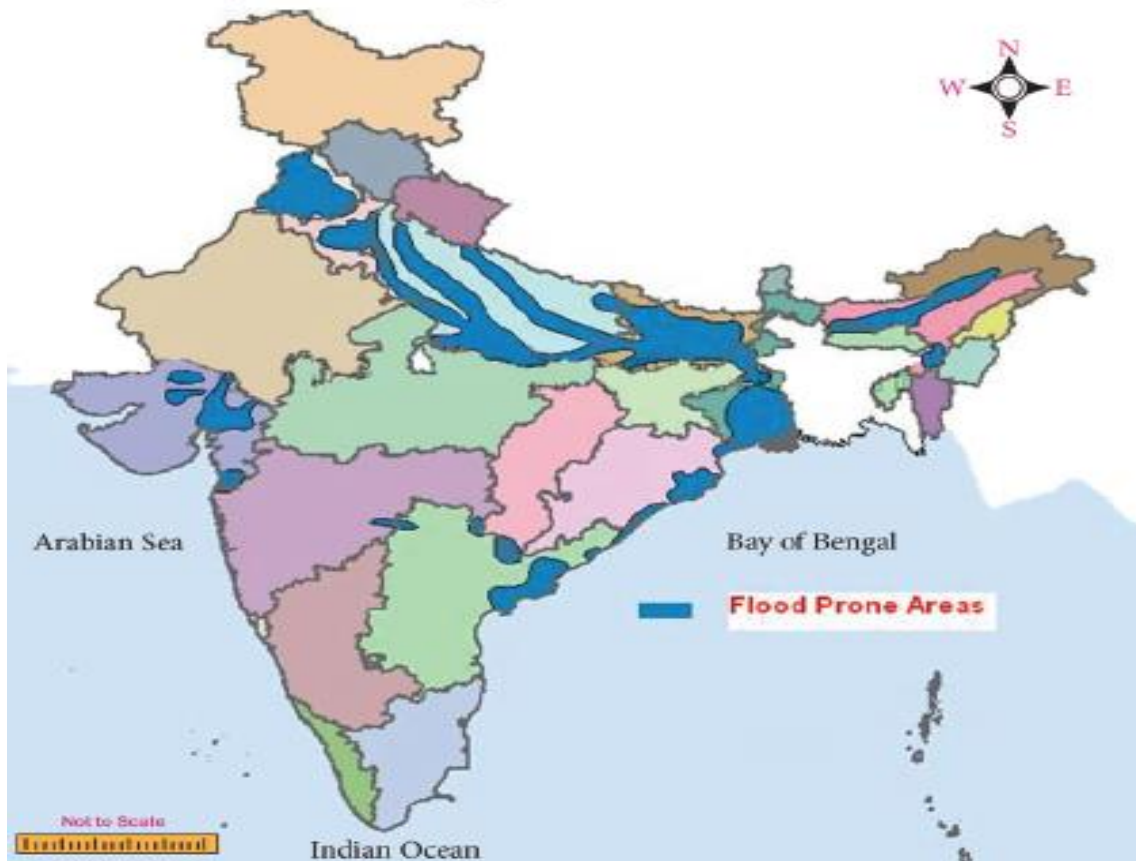 N
W E
S
Arabian Sea
Bay of Bengal
Flood Prone Areas
Not to Scale
Indian Ocean